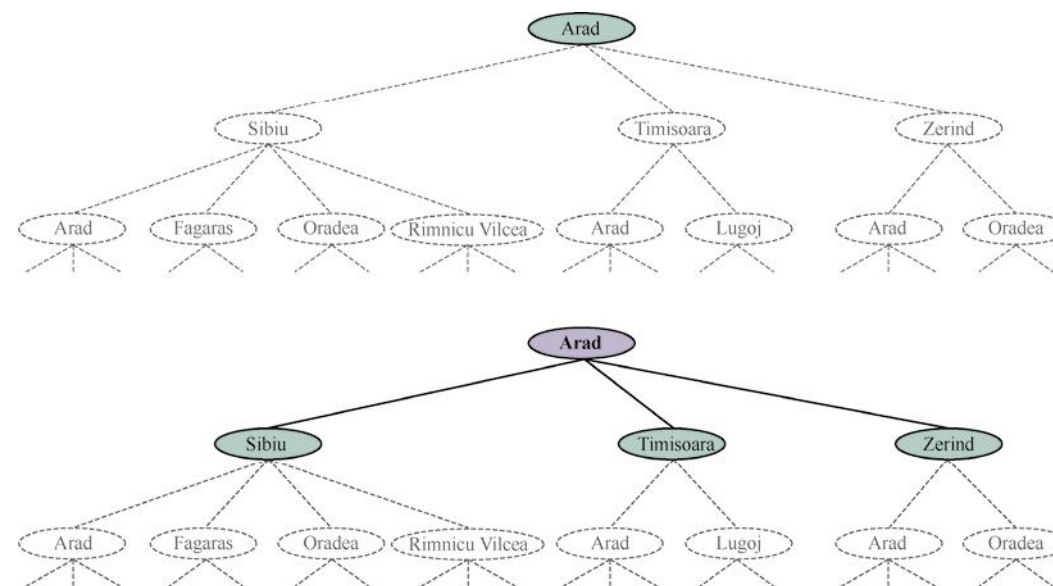 Arad
Sibiu Timisoara Zerind
Arad Fagaras Oradea Rimnicu Vilcea Arad Lugoj Arad Oradea
Arad
Sibiu Timisoara Zerind
Arad Fagaras Oradea Rimnicu Vilcea Arad Lugoj Arad Oradea